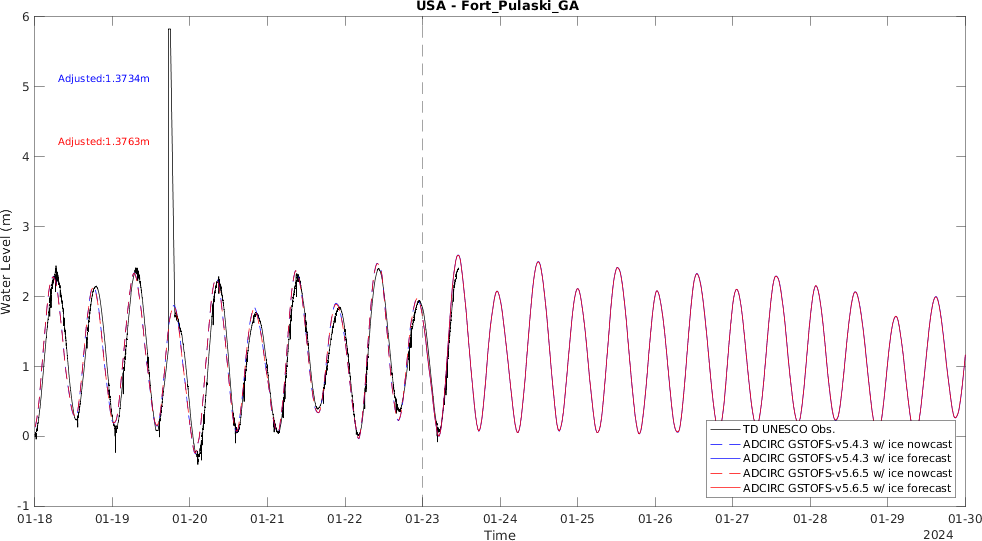 USA - Fort_Pulaski_GA
6
5
4
3
2
1
0
-1
Water Level (m)
Adjusted:1.3734m
Adjusted:1.3763m
TD UNESCO Obs.
ADCIRC GSTOFS-v5.4.3 w/ ice nowcast
ADCIRC GSTOFS-v5.4.3 w/ ice forecast
ADCIRC GSTOFS-v5.6.5 w/ ice nowcast
ADCIRC GSTOFS-v5.6.5 w/ ice forecast
01-18 01-19 01-20 01-21 01-22 01-23 01-24 01-25 01-26 01-27 01-28 01-29 01-30
Time 2024